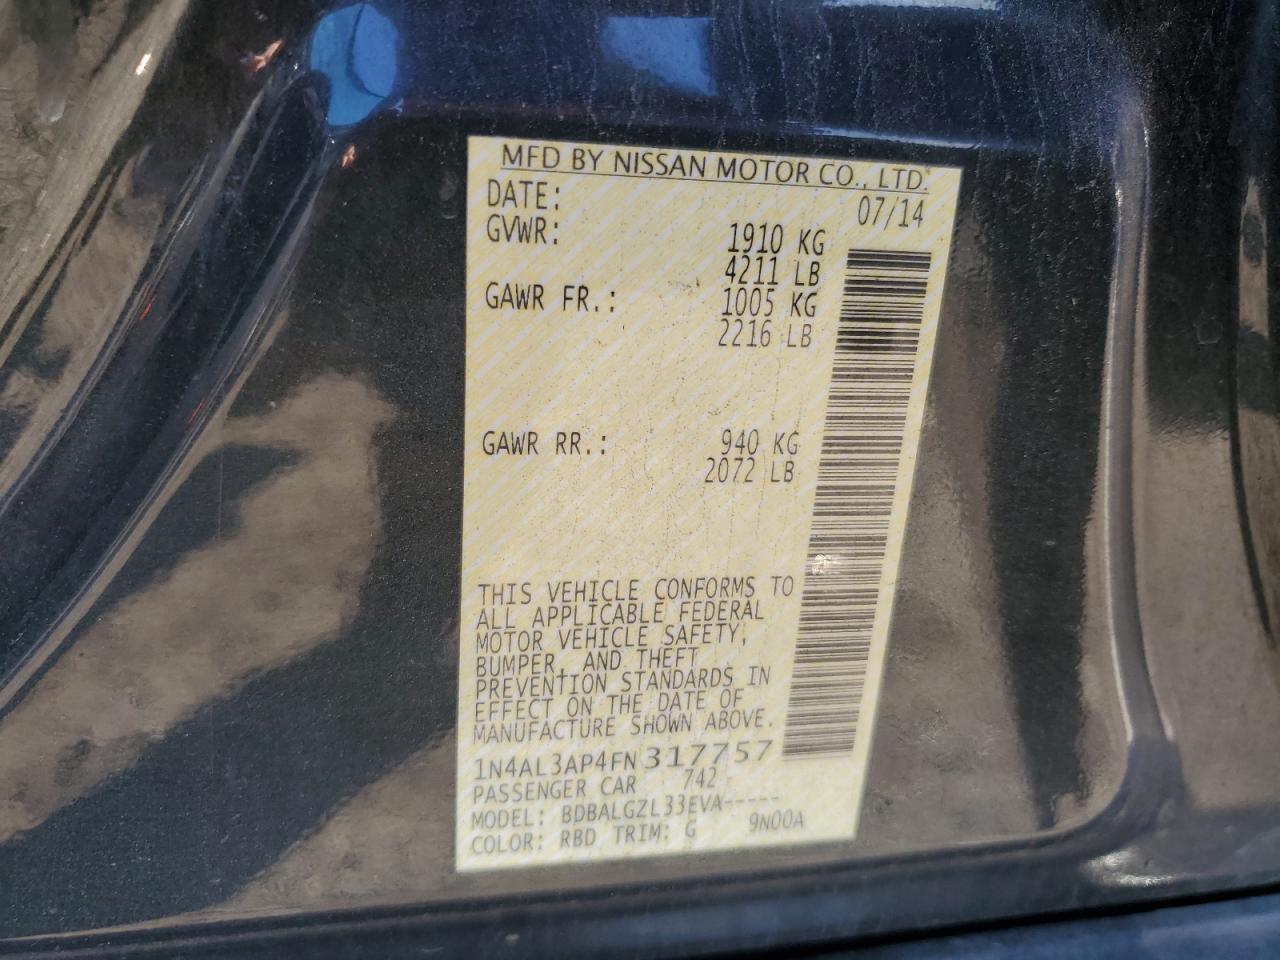 MFD BY NISSAN MOTOR CO., LTD.
DATE: 07/14
GVWR: 1910 KG
4211 LB
GAWR FR.: 1005 KG
2216 LB
GAWR RR.: 940 KG
2072 LB
THIS VEHICLE CONFORMS TO
ALL APPLICABLE FEDERAL
MOTOR VEHICLE SAFETY,
BUMPER, AND THEFT
PREVENTION STANDARDS IN
EFFECT ON THE DATE OF
MANUFACTURE SHOWN ABOVE.
1N4AL3AP4FN317757
PASSENGER CAR 742
MODEL: BDBALGZL33EVA-----
COLOR: RBD TRIM: G 9N00A